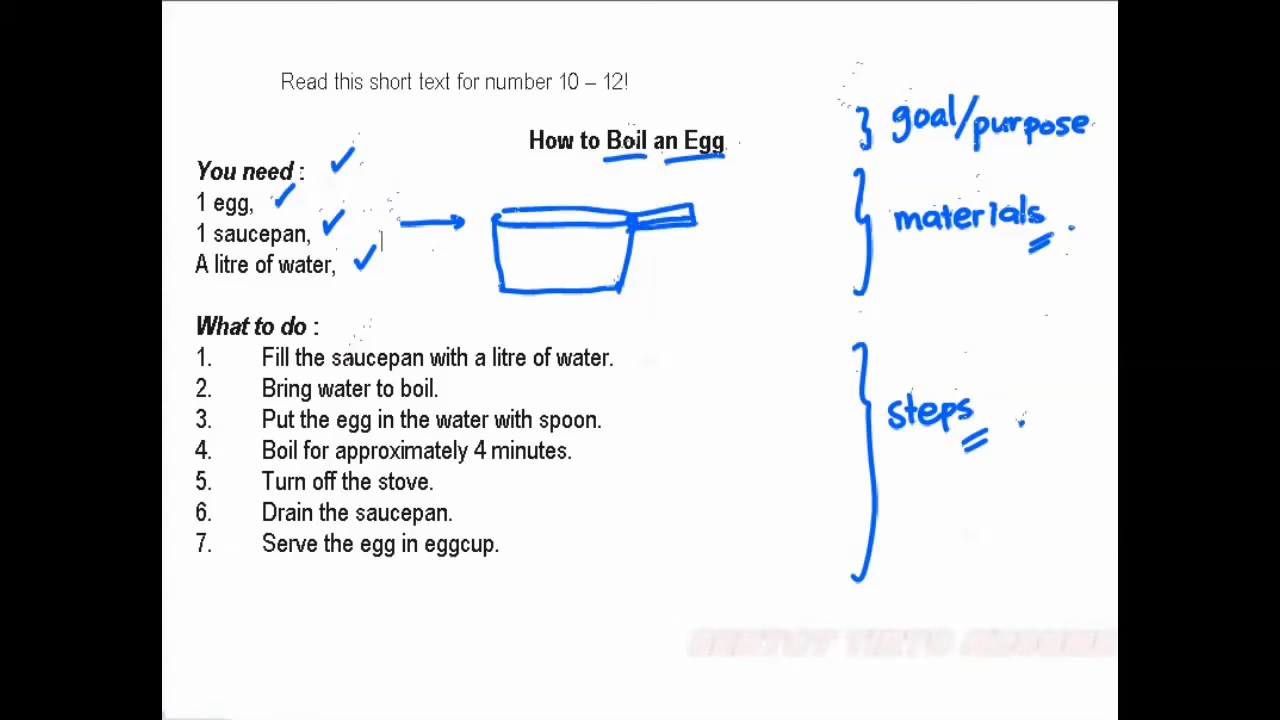 Read this short text for number 10 – 12!
How to Boil an Egg
goal/purpose
You need :
1 egg,
1 saucepan,
A litre of water,
materials
What to do :
1. Fill the saucepan with a litre of water.
2. Bring water to boil.
3. Put the egg in the water with spoon.
4. Boil for approximately 4 minutes.
5. Turn off the stove.
6. Drain the saucepan.
7. Serve the egg in eggcup.
steps